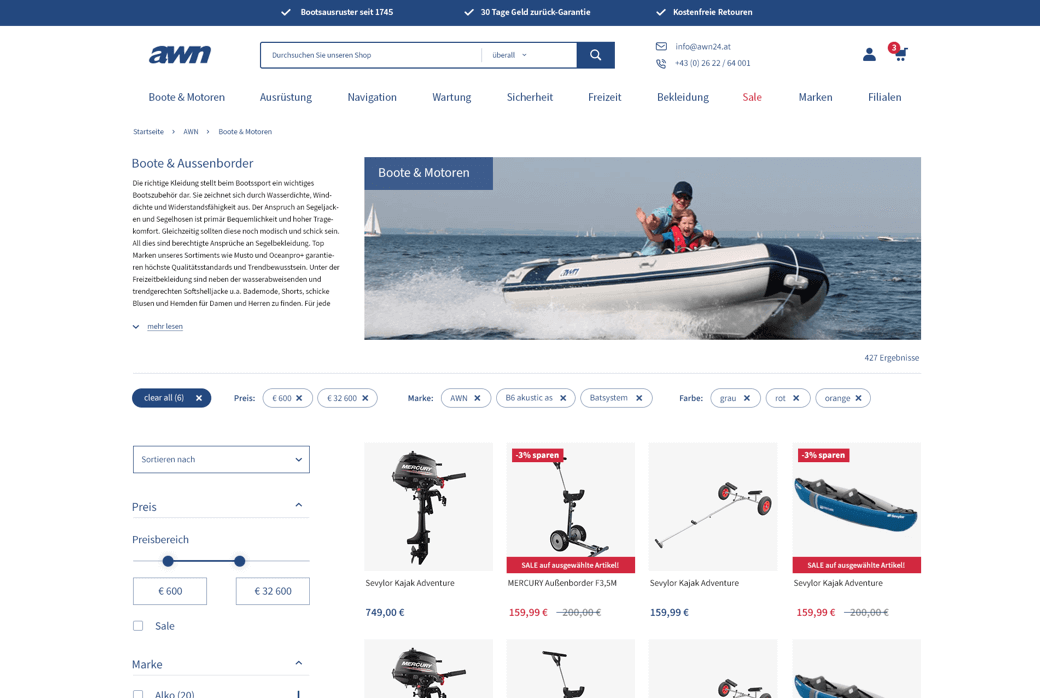 Bootsausruster seit 1745
30 Tage Geld zurück-Garantie
Kostenfreie Retouren
awn
Durchsuchen Sie unseren Shop
überall
info@awn24.at
+43 (0) 26 22 / 64 001
3
Boote & Motoren
Ausrüstung
Navigation
Wartung
Sicherheit
Freizeit
Bekleidung
Sale
Marken
Filialen
Startseite > AWN > Boote & Motoren
Boote & Aussenborder
Die richtige Kleidung stellt beim Bootssport ein wichtiges
Bootszubehör dar. Sie zeichnet sich durch Wasserdichte, Wind-
dichte und Widerstandsfähigkeit aus. Der Anspruch an Segeljack-
en und Segelhosen ist primär Bequemlichkeit und hoher Trage-
komfort. Gleichzeitig sollten diese noch modisch und schick sein.
All dies sind berechtigte Ansprüche an Segelbekleidung. Top
Marken unseres Sortiments wie Musto und Oceanpro+ garantie-
ren höchste Qualitätsstandards und Trendbewusstsein. Unter der
Freizeitbekleidung sind neben der wasserabweisenden und
trendgerechten Softshelljacke u.a. Bademode, Shorts, schicke
Blusen und Hemden für Damen und Herren zu finden. Für jede
mehr lesen
Boote & Motoren
awn
427 Ergebnisse
clear all (6)
Preis:
€ 600
€ 32 600
Marke:
AWN
B6 akustic as
Batsystem
Farbe:
grau
rot
orange
Sortieren nach
Preis
Preisbereich
€ 600
€ 32 600
Sale
Marke
Alko (20)
MERCURY
Sevylor Kajak Adventure
749,00 €
-3% sparen
SALE auf ausgewählte Artikel!
MERCURY Außenborder F3,5M
159,99 €
200,00 €
Sevylor Kajak Adventure
159,99 €
-3% sparen
Sevylor
SALE auf ausgewählte Artikel!
Sevylor Kajak Adventure
159,99 €
200,00 €
MERCURY